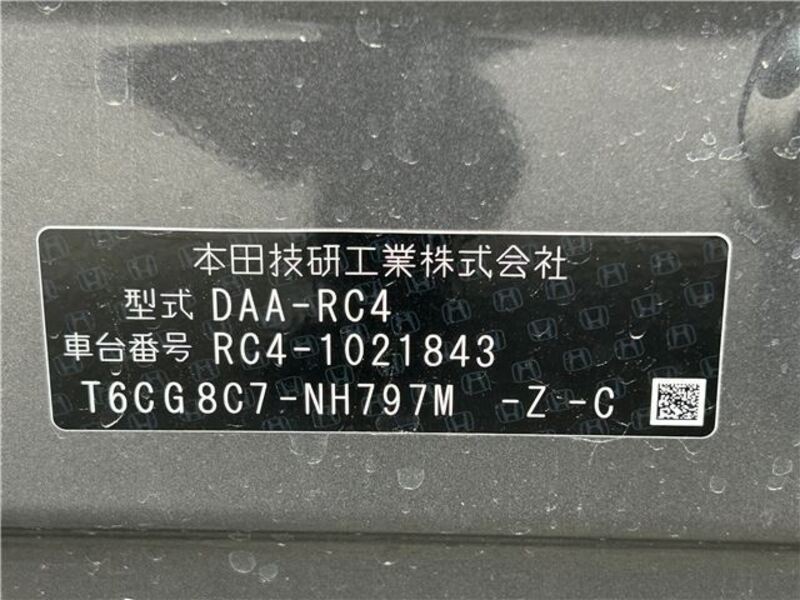 本田技研工業株式会社
型式 DAA-RC4
車台番号 RC4-1021843
T6CG8C7-NH797M -Z-C